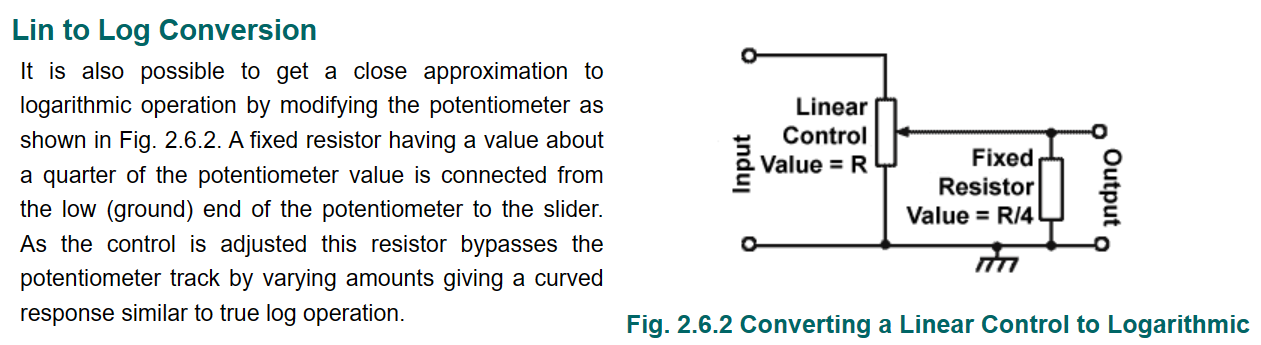 Lin to Log Conversion
It is also possible to get a close approximation to
logarithmic operation by modifying the potentiometer as
shown in Fig. 2.6.2. A fixed resistor having a value about
a quarter of the potentiometer value is connected from
the low (ground) end of the potentiometer to the slider.
As the control is adjusted this resistor bypasses the
potentiometer track by varying amounts giving a curved
response similar to true log operation.
Input
Linear
Control
Value = R
Fixed
Resistor
Value = R/4
Output
Fig. 2.6.2 Converting a Linear Control to Logarithmic